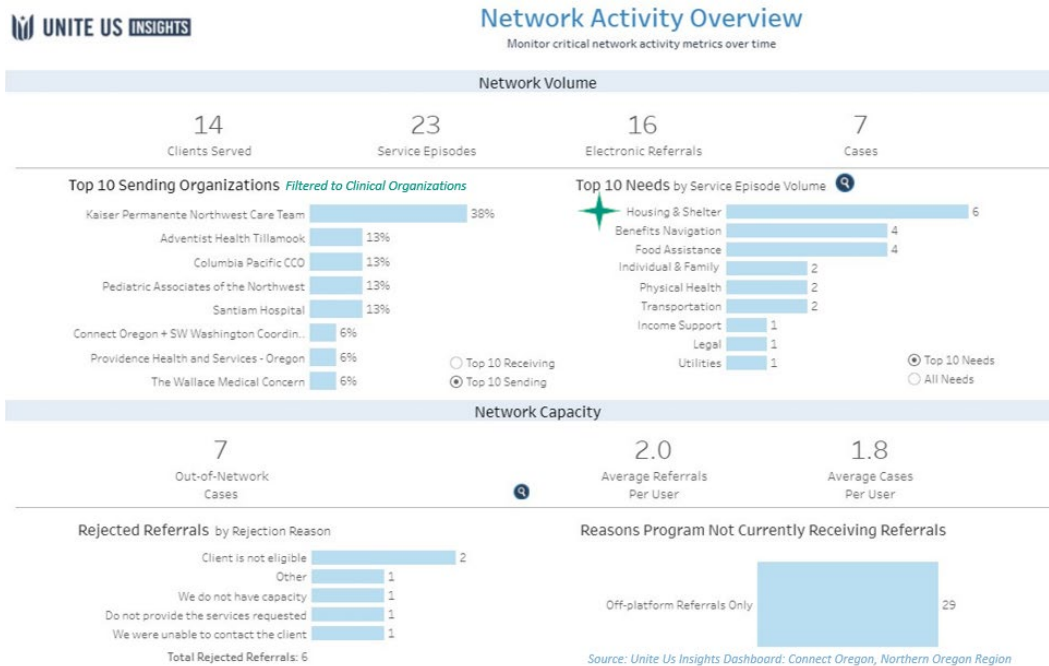 UNITE US INSIGHTS
Network Activity Overview
Monitor critical network activity metrics over time
Network Volume
14
Clients Served
23
Service Episodes
16
Electronic Referrals
7
Cases
Top 10 Sending Organizations Filtered to Clinical Organizations
Kaiser Permanente Northwest Care Team 38%
Adventist Health Tillamook 13%
Columbia Pacific CCO 13%
Pediatric Associates of the Northwest 13%
Santiam Hospital 13%
Connect Oregon + SW Washington Coordin.. 6%
Providence Health and Services - Oregon 6%
The Wallace Medical Concern 6%
Top 10 Receiving
Top 10 Sending
Top 10 Needs by Service Episode Volume
Housing & Shelter 6
Benefits Navigation 4
Food Assistance 4
Individual & Family 2
Physical Health 2
Transportation 2
Income Support 1
Legal 1
Utilities 1
Top 10 Needs
All Needs
Network Capacity
7
Out-of-Network
Cases
2.0
Average Referrals
Per User
1.8
Average Cases
Per User
Rejected Referrals by Rejection Reason
Client is not eligible 2
Other 1
We do not have capacity 1
Do not provide the services requested 1
We were unable to contact the client 1
Total Rejected Referrals: 6
Reasons Program Not Currently Receiving Referrals
Off-platform Referrals Only 29
Source: Unite Us Insights Dashboard: Connect Oregon, Northern Oregon Region